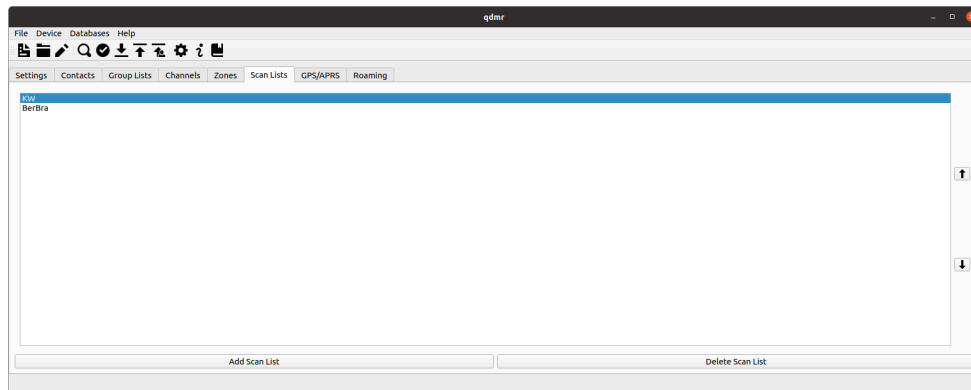 qdmr
File Device Databases Help
Settings Contacts Group Lists Channels Zones Scan Lists GPS/APRS Roaming
KW
BerBra
Add Scan List Delete Scan List